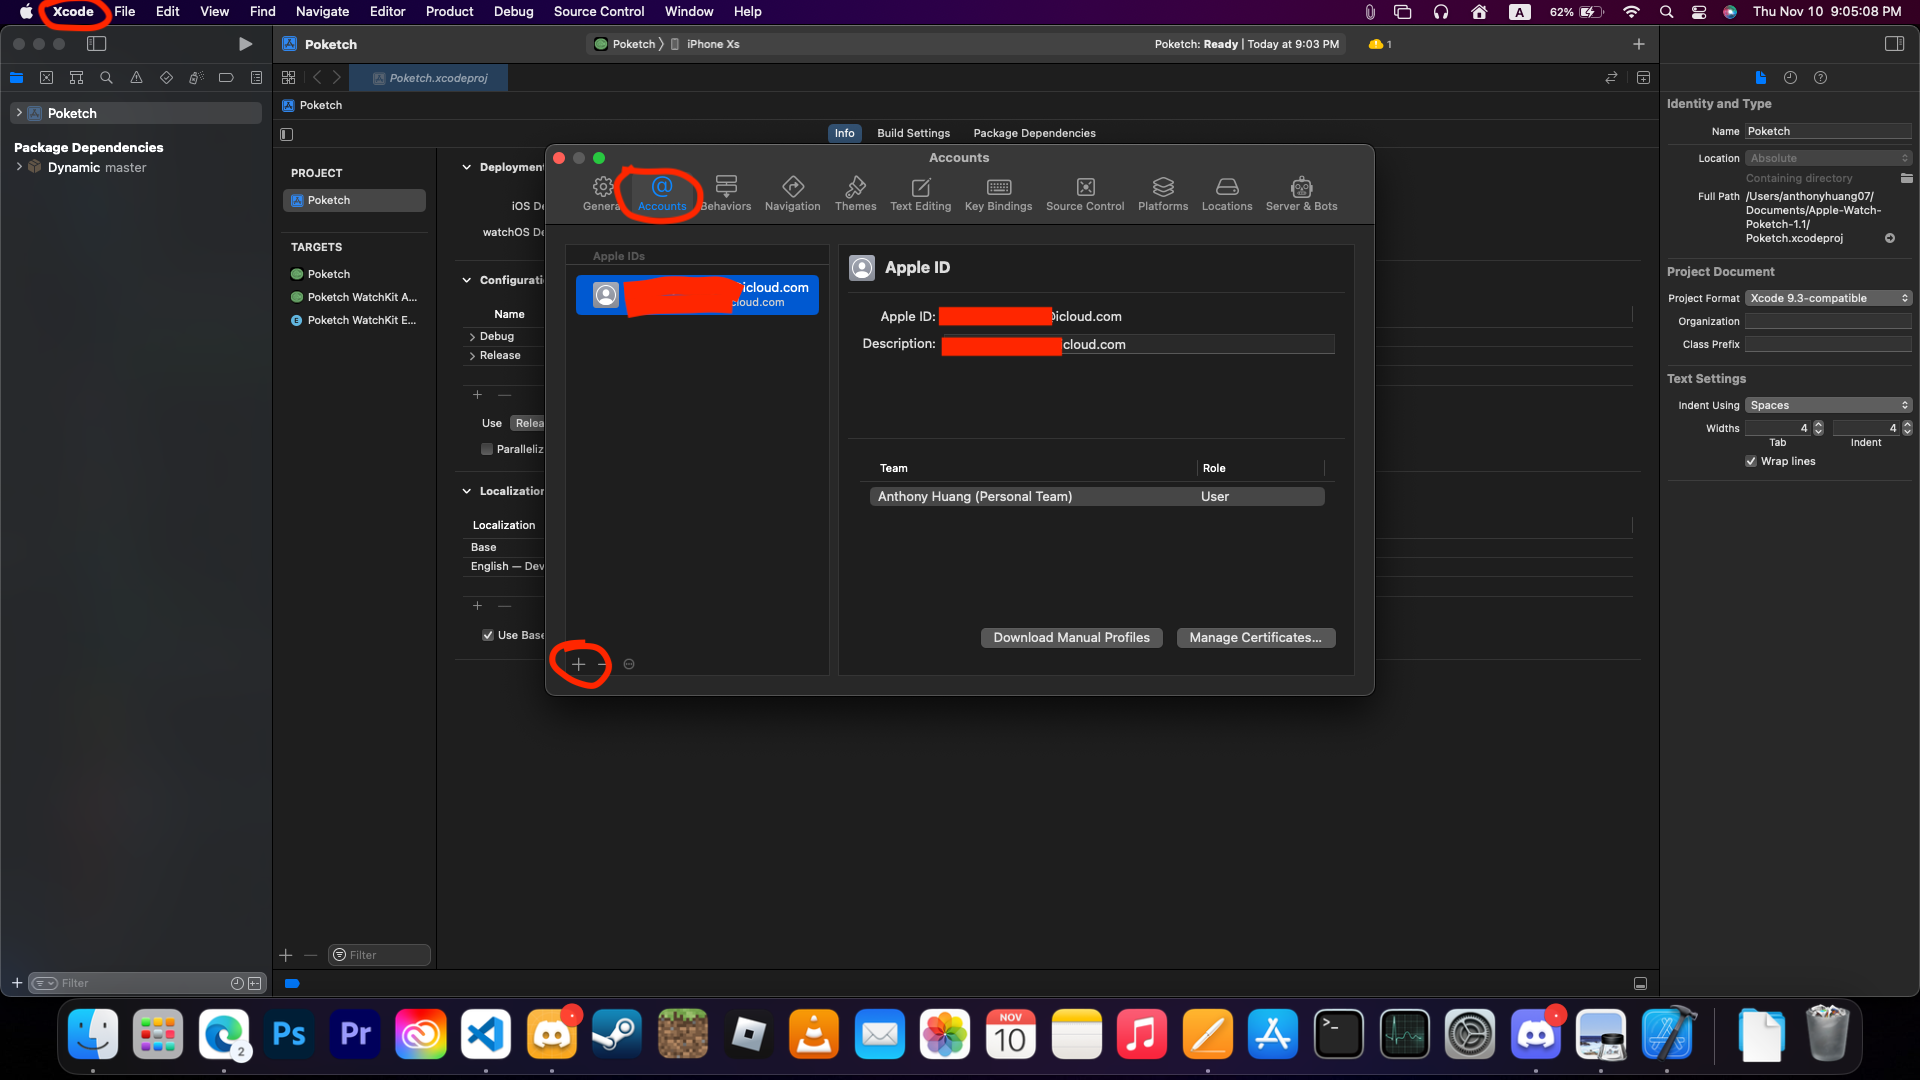 Xcode File Edit View Find Navigate Editor Product Debug Source Control Window Help
A 62% Thu Nov 10 9:05:08 PM
Poketch
Poketch iPhone Xs
Poketch: Ready | Today at 9:03 PM
1
Poketch.xcodeproj
Poketch
Poketch
Package Dependencies
Dynamic master
Info Build Settings Package Dependencies
PROJECT
Poketch
TARGETS
Poketch
Poketch WatchKit A...
Poketch WatchKit E...
Deployment
iOS De
watchOS De
Configuratio
Name
Debug
Release
Use Relea
Paralleliz
Localization
Localization
Base
English — Dev
Use Base
Filter
Filter
Accounts
General Accounts Behaviors Navigation Themes Text Editing Key Bindings Source Control Platforms Locations Server & Bots
Apple IDs
icloud.com
cloud.com
Apple ID
Apple ID: icloud.com
Description: cloud.com
Team Role
Anthony Huang (Personal Team) User
Download Manual Profiles Manage Certificates...
Identity and Type
Name Poketch
Location Absolute
Containing directory
Full Path /Users/anthonyhuang07/
Documents/Apple-Watch-
Poketch-1.1/
Poketch.xcodeproj
Project Document
Project Format Xcode 9.3-compatible
Organization
Class Prefix
Text Settings
Indent Using Spaces
Widths 4 4
Tab Indent
Wrap lines
2
Ps
Pr
NOV
10